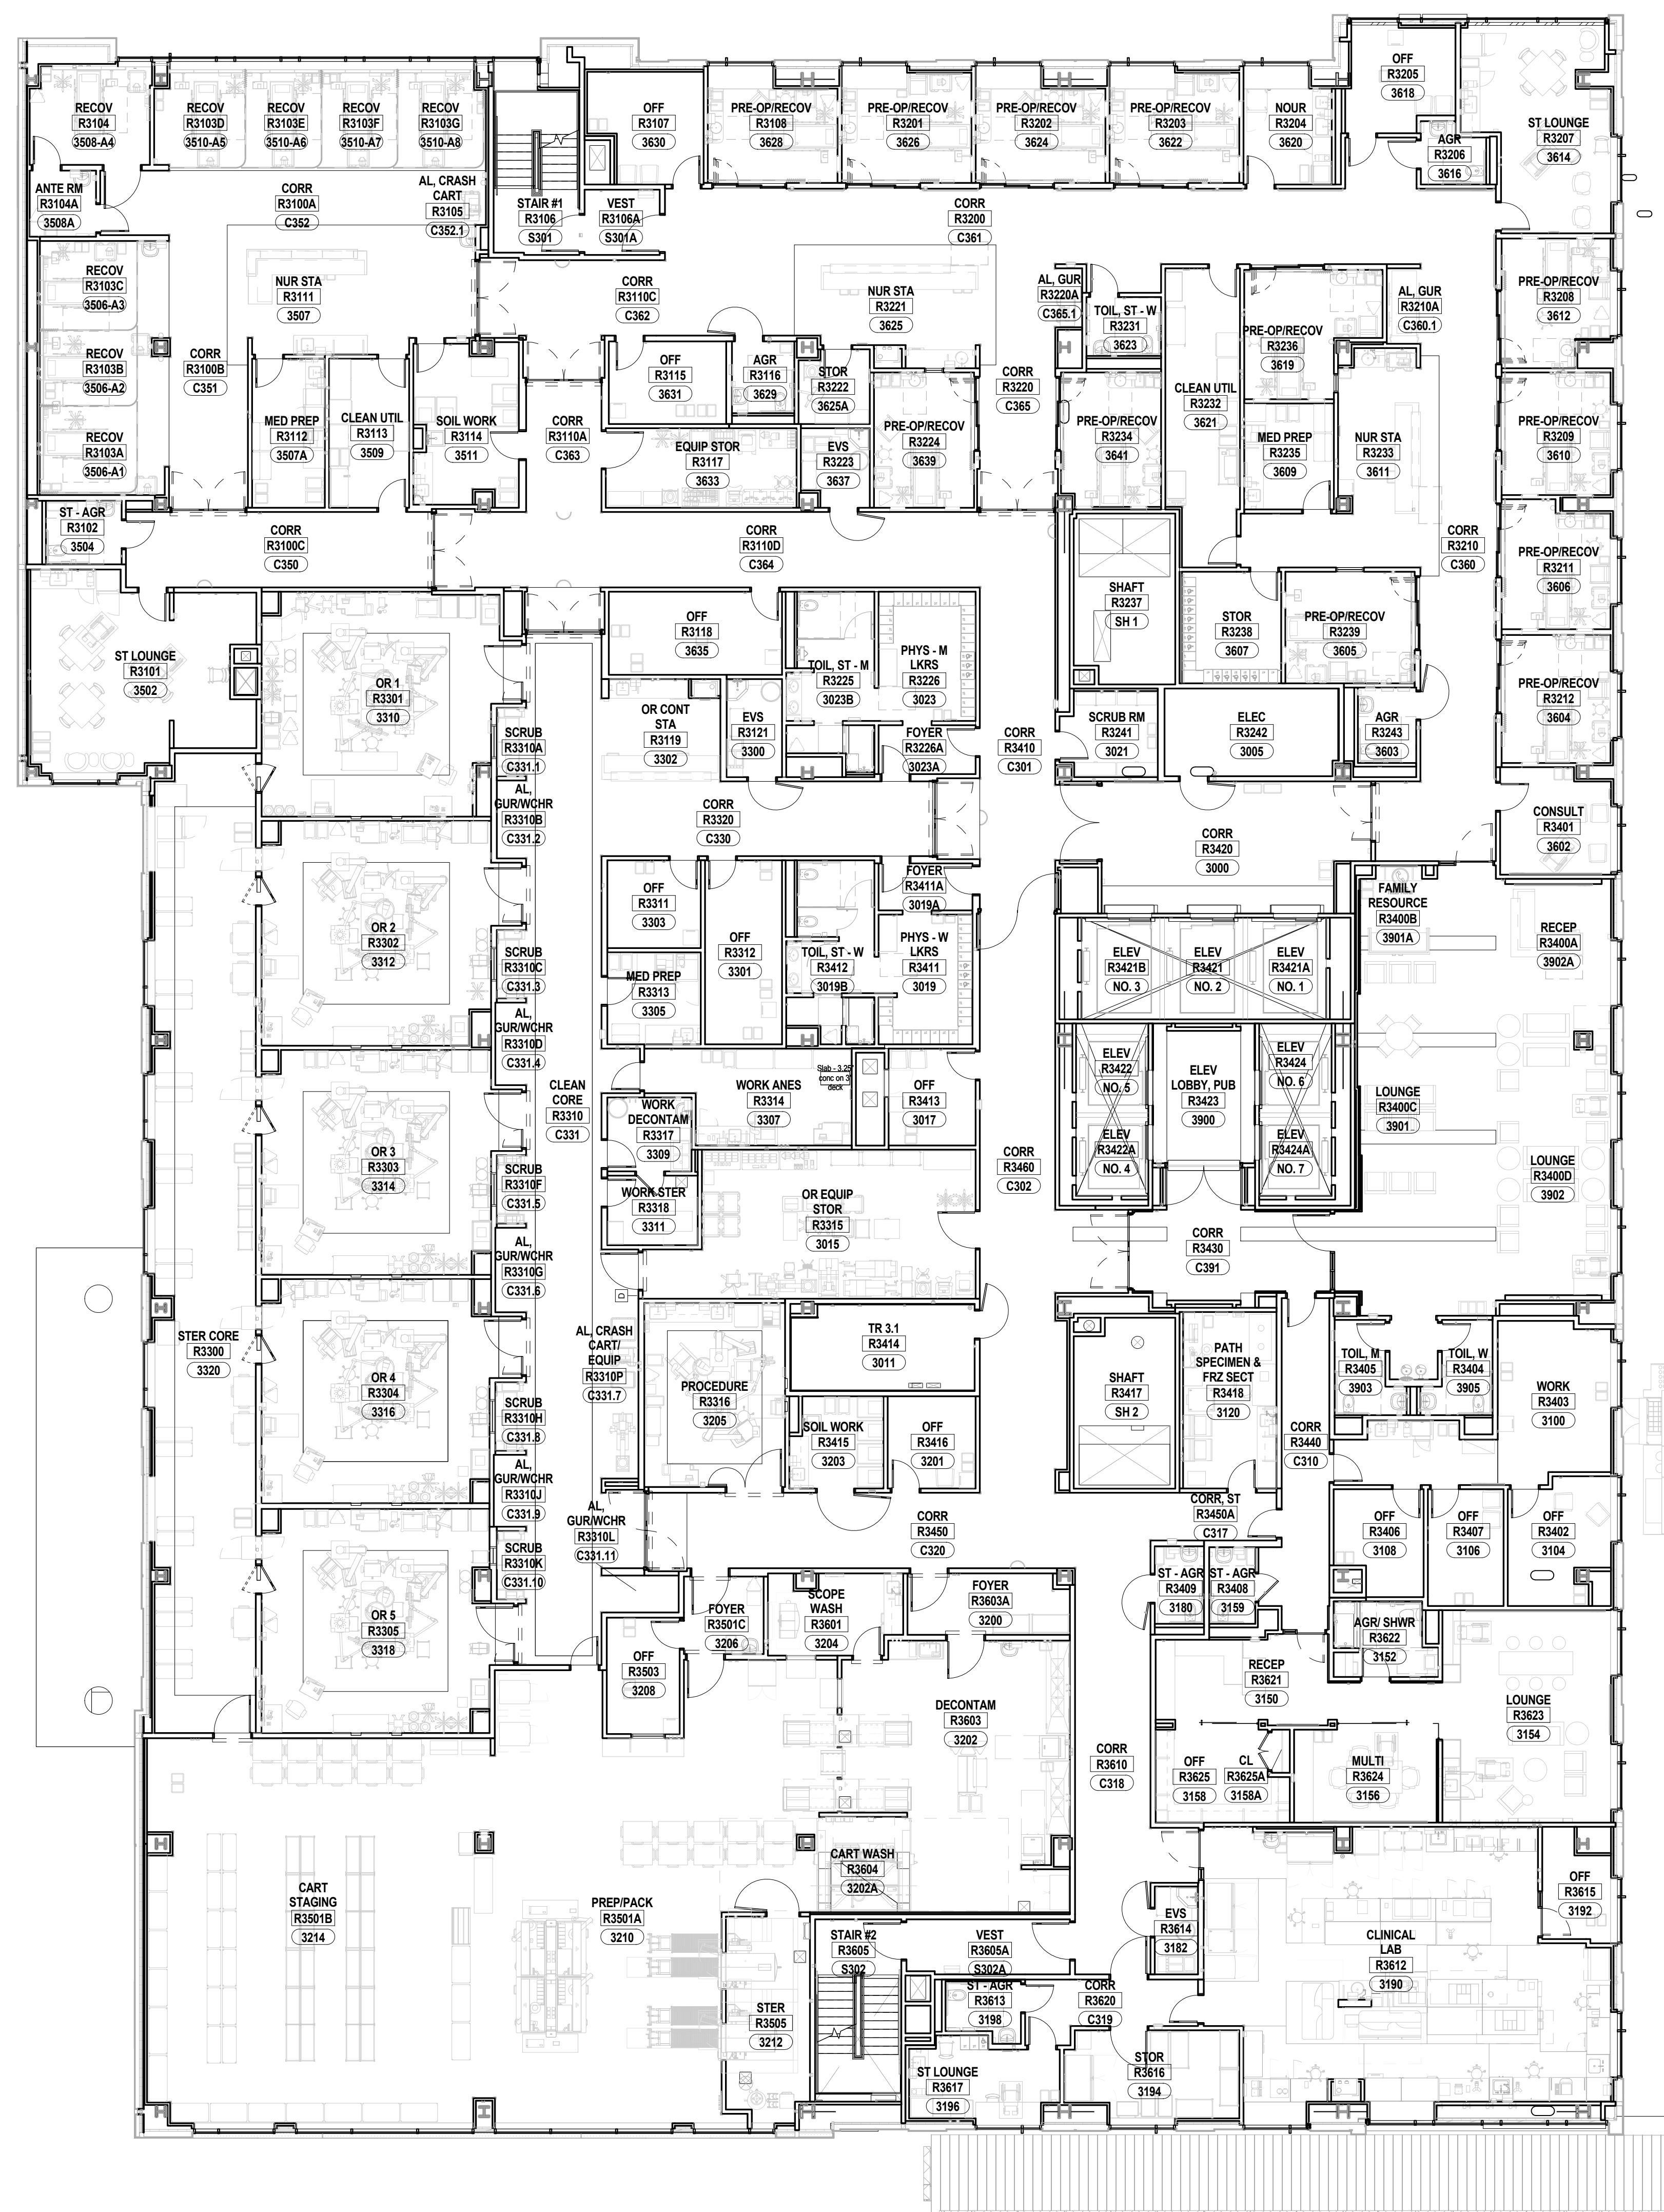 RECOV
R3104
3508-A4
RECOV
R3103D
3510-A5
RECOV
R3103E
3510-A6
RECOV
R3103F
3510-A7
RECOV
R3103G
3510-A8
OFF
R3107
3630
PRE-OP/RECOV
R3108
3628
PRE-OP/RECOV
R3201
3626
PRE-OP/RECOV
R3202
3624
PRE-OP/RECOV
R3203
3622
NOUR
R3204
3620
OFF
R3205
3618
AGR
R3206
3616
ST LOUNGE
R3207
3614
ANTE RM
R3104A
3508A
CORR
R3100A
C352
AL, CRASH
CART
R3105
C352.1
STAIR #1
R3106
S301
VEST
R3106A
S301A
CORR
R3200
C361
RECOV
R3103C
3506-A3
NUR STA
R3111
3507
CORR
R3110C
C362
NUR STA
R3221
3625
AL, GUR
R3220A
C365.1
TOIL, ST - W
R3231
3623
PRE-OP/RECOV
R3236
3619
AL, GUR
R3210A
C360.1
PRE-OP/RECOV
R3208
3612
RECOV
R3103B
3506-A2
CORR
R3100B
C351
OFF
R3115
3631
AGR
R3116
3629
STOR
R3222
3625A
CORR
R3220
C365
CLEAN UTIL
R3232
3621
RECOV
R3103A
3506-A1
MED PREP
R3112
3507A
CLEAN UTIL
R3113
3509
SOIL WORK
R3114
3511
CORR
R3110A
C363
EQUIP STOR
R3117
3633
EVS
R3223
3637
PRE-OP/RECOV
R3224
3639
PRE-OP/RECOV
R3234
3641
MED PREP
R3235
3609
NUR STA
R3233
3611
PRE-OP/RECOV
R3209
3610
ST - AGR
R3102
3504
CORR
R3100C
C350
CORR
R3110D
C364
CORR
R3210
C360
PRE-OP/RECOV
R3211
3606
SHAFT
R3237
SH 1
STOR
R3238
3607
PRE-OP/RECOV
R3239
3605
ST LOUNGE
R3101
3502
OR 1
R3301
3310
OFF
R3118
3635
TOIL, ST - M
R3225
3023B
PHYS - M
LKRS
R3226
3023
PRE-OP/RECOV
R3212
3604
SCRUB
R3310A
C331.1
OR CONT
STA
R3119
3302
EVS
R3121
3300
FOYER
R3226A
3023A
CORR
R3410
C301
SCRUB RM
R3241
3021
ELEC
R3242
3005
AGR
R3243
3603
AL,
GUR/WCHR
R3310B
C331.2
CORR
R3320
C330
CORR
R3420
3000
CONSULT
R3401
3602
OR 2
R3302
3312
OFF
R3311
3303
OFF
R3312
3301
FOYER
R3411A
3019A
FAMILY
RESOURCE
R3400B
3901A
RECEP
R3400A
3902A
SCRUB
R3310C
C331.3
MED PREP
R3313
3305
TOIL, ST - W
R3412
3019B
PHYS - W
LKRS
R3411
3019
ELEV
R3421B
NO. 3
ELEV
R3421
NO. 2
ELEV
R3421A
NO. 1
AL,
GUR/WCHR
R3310D
C331.4
CLEAN
CORE
R3310
C331
WORK ANES
R3314
3307
Slab - 3.25"
conc on 3"
deck
OFF
R3413
3017
ELEV
R3422
NO. 5
ELEV
LOBBY, PUB
R3423
3900
ELEV
R3424
NO. 6
LOUNGE
R3400C
3901
OR 3
R3303
3314
WORK
DECONTAM
R3317
3309
CORR
R3460
C302
ELEV
R3422A
NO. 4
ELEV
R3424A
NO. 7
LOUNGE
R3400D
3902
SCRUB
R3310F
C331.5
WORK STER
R3318
3311
OR EQUIP
STOR
R3315
3015
CORR
R3430
C391
AL,
GUR/WCHR
R3310G
C331.6
D
STER CORE
R3300
3320
OR 4
R3304
3316
AL, CRASH
CART/
EQUIP
R3310P
C331.7
PROCEDURE
R3316
3205
TR 3.1
R3414
3011
SHAFT
R3417
SH 2
PATH
SPECIMEN &
FRZ SECT
R3418
3120
TOIL, M
R3405
3903
TOIL, W
R3404
3905
WORK
R3403
3100
SCRUB
R3310H
C331.8
SOIL WORK
R3415
3203
OFF
R3416
3201
CORR
R3440
C310
AL,
GUR/WCHR
R3310J
C331.9
AL,
GUR/WCHR
R3310L
C331.11
CORR
R3450
C320
CORR, ST
R3450A
C317
OFF
R3406
3108
OFF
R3407
3106
OFF
R3402
3104
SCRUB
R3310K
C331.10
OR 5
R3305
3318
FOYER
R3501C
3206
SCOPE
WASH
R3601
3204
FOYER
R3603A
3200
ST - AGR
R3409
3180
ST - AGR
R3408
3159
AGR/ SHWR
R3622
3152
OFF
R3503
3208
DECONTAM
R3603
3202
RECEP
R3621
3150
LOUNGE
R3623
3154
CORR
R3610
C318
OFF
R3625
3158
CL
R3625A
3158A
MULTI
R3624
3156
CART
STAGING
R3501B
3214
PREP/PACK
R3501A
3210
CART WASH
R3604
3202A
OFF
R3615
3192
STAIR #2
R3605
S302
VEST
R3605A
S302A
EVS
R3614
3182
CLINICAL
LAB
R3612
3190
STER
R3505
3212
ST - AGR
R3613
3198
CORR
R3620
C319
ST LOUNGE
R3617
3196
STOR
R3616
3194